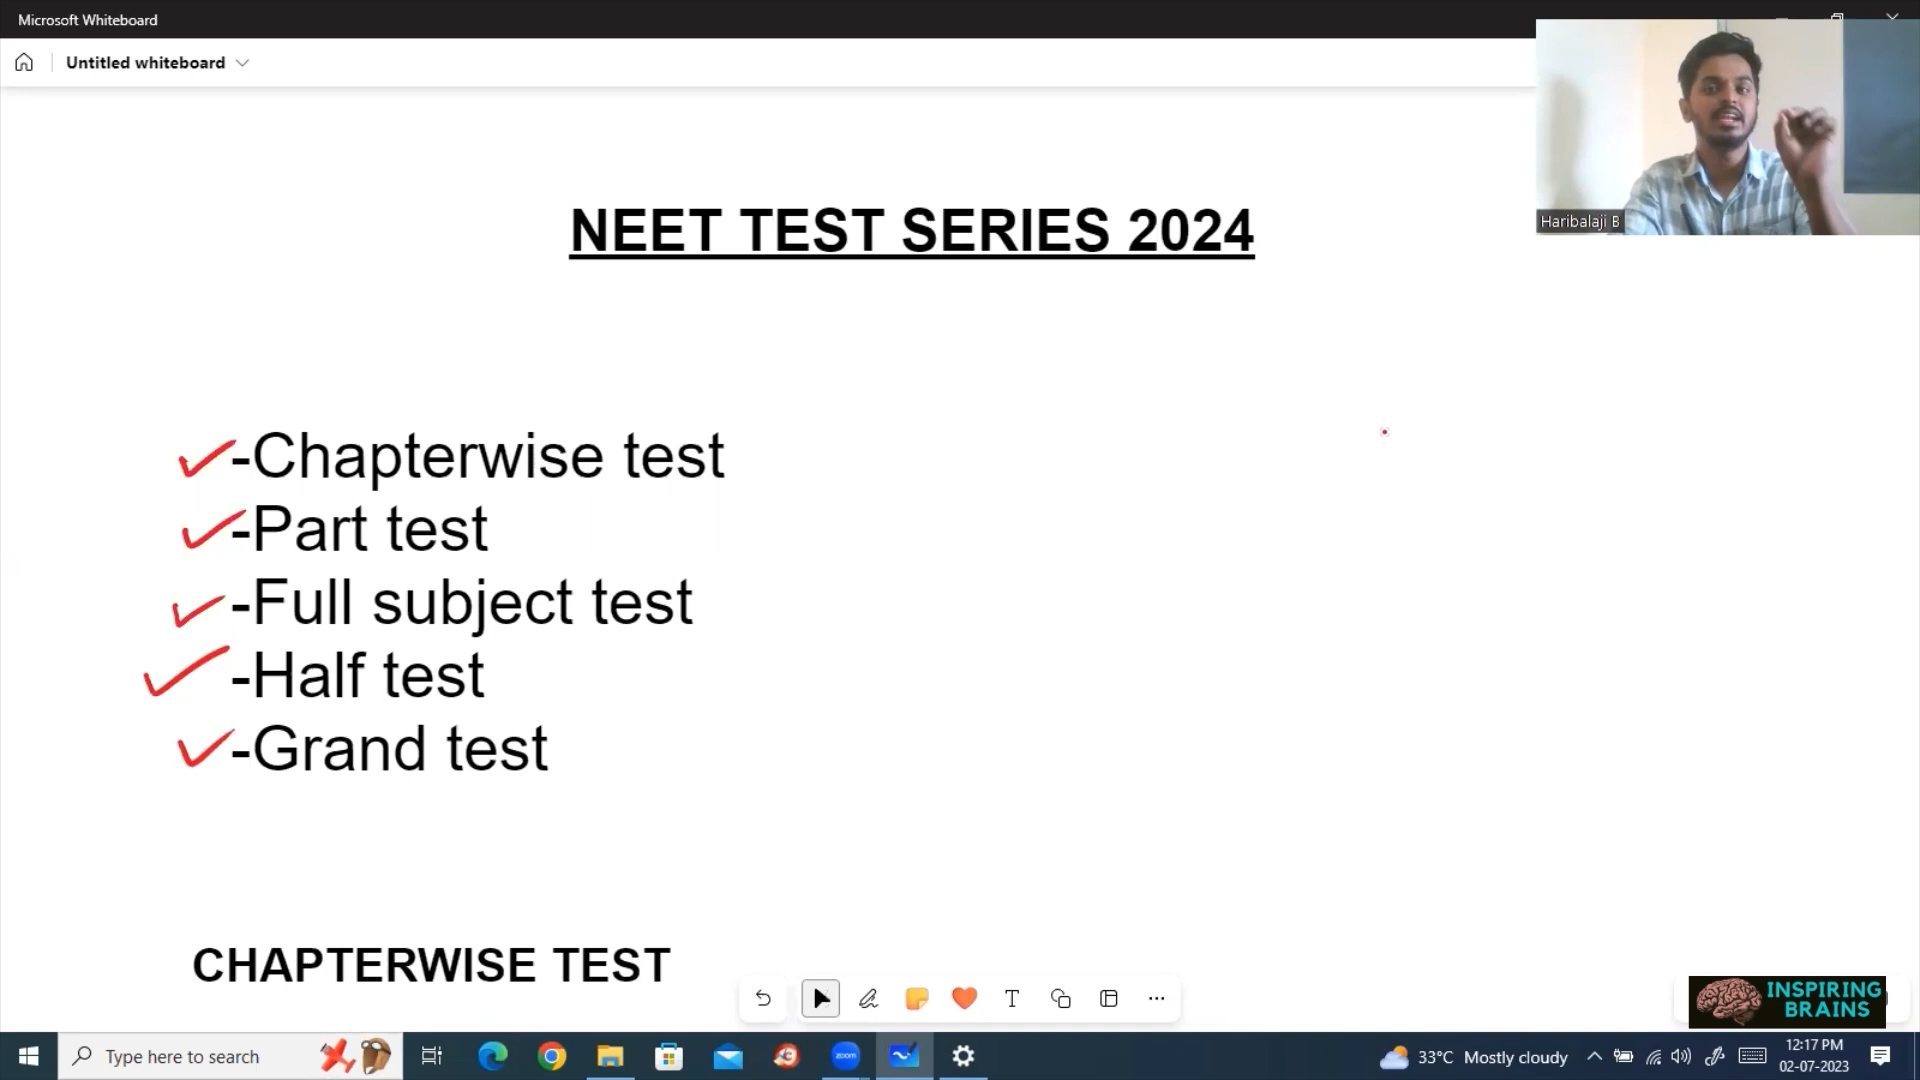 Microsoft Whiteboard
Untitled whiteboard
Haribalaji B
NEET TEST SERIES 2024
-Chapterwise test
-Part test
-Full subject test
-Half test
-Grand test
CHAPTERWISE TEST
T
INSPIRING
BRAINS
Type here to search
zoom
33°C Mostly cloudy
12:17 PM
02-07-2023